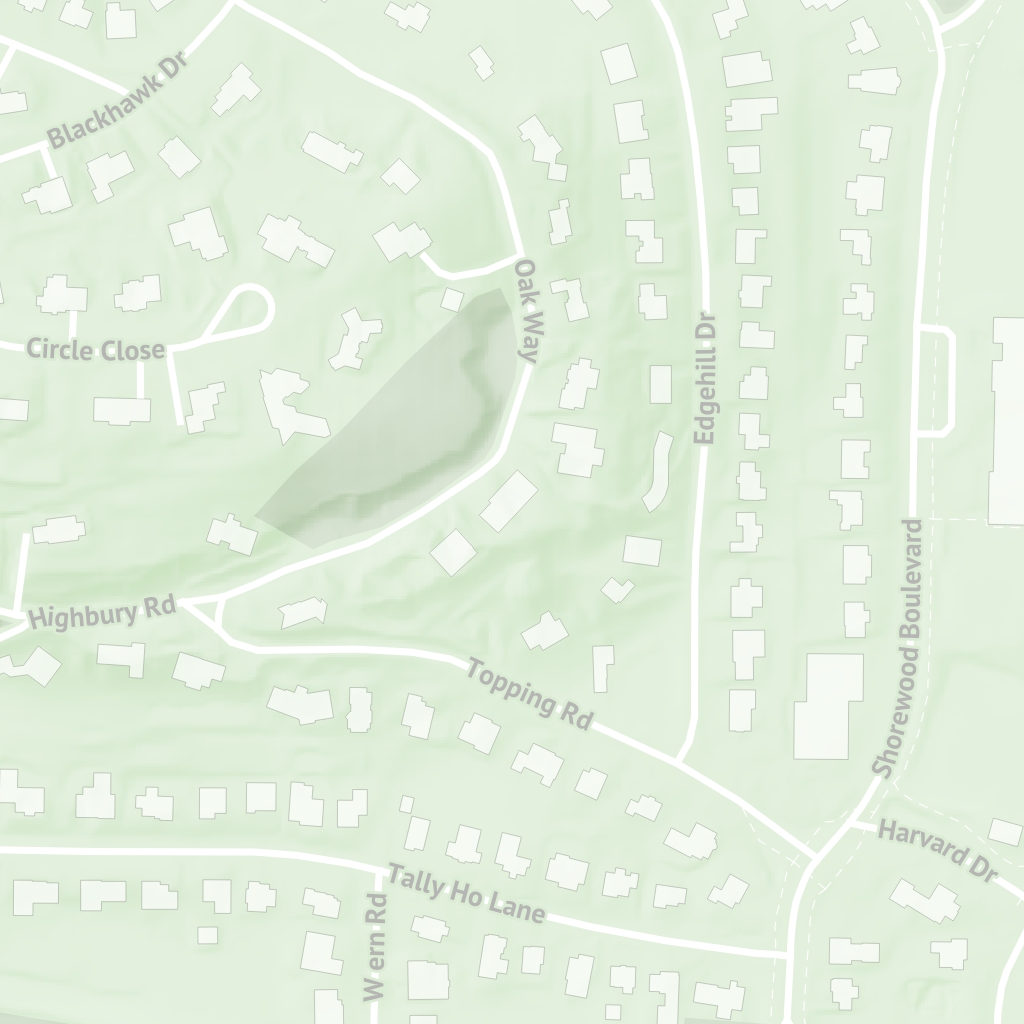 Blackhawk Dr
Oak Way
Circle Close
Edgehill Dr
Highbury Rd
Shorewood Boulevard
Topping Rd
Harvard Dr
Tally Ho Lane
W ern Rd